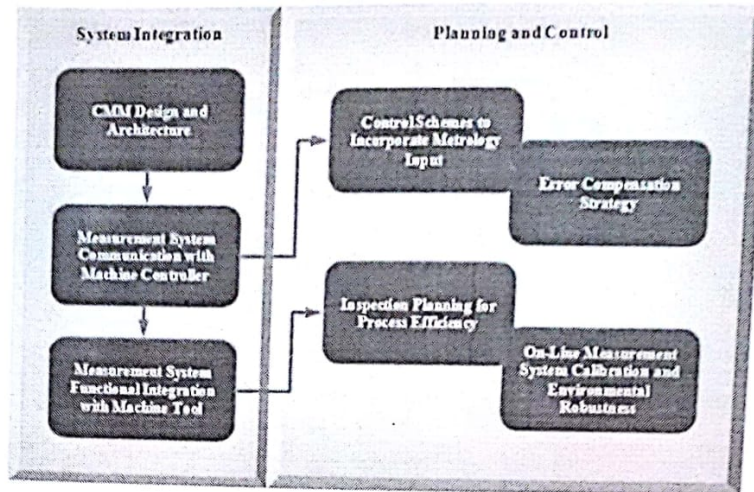 System Integration
CMM Design and
Architecture
Measurement System
Communication with
Machine Controller
Measurement System
Functional Integration
with Machine Tool
Planning and Control
Control Schemes to
Incorporate Metrology
Input
Error Compensation
Strategy
Inspection Planning for
Process Efficiency
On-Line Measurement
System Calibration and
Environmental
Robustness